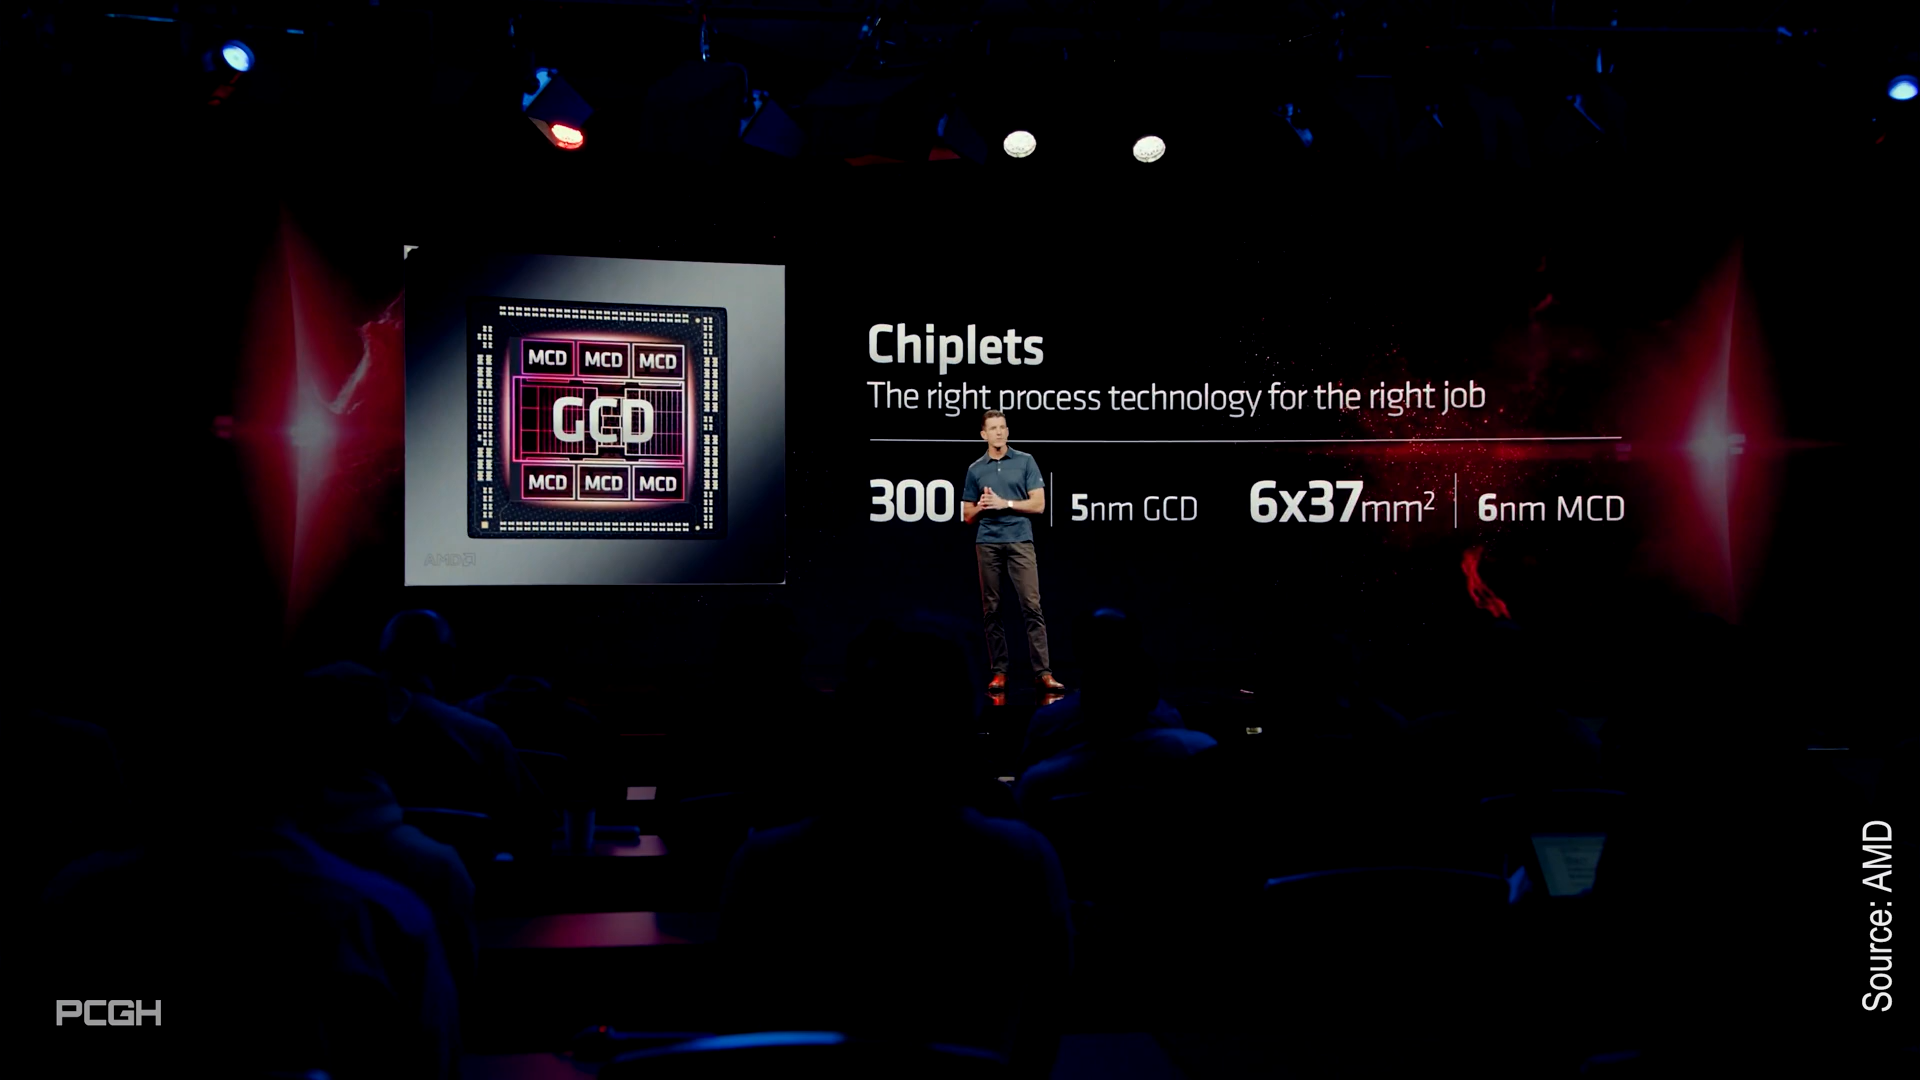 MCD MCD MCD
GCD
MCD MCD MCD
AMD
Chiplets
The right process technology for the right job
300 5nm GCD 6x37mm² 6nm MCD
Source: AMD
PCGH